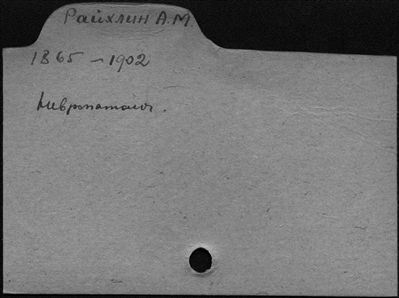 Райхлин А.М.
1865 – 1902
Невропатолог.